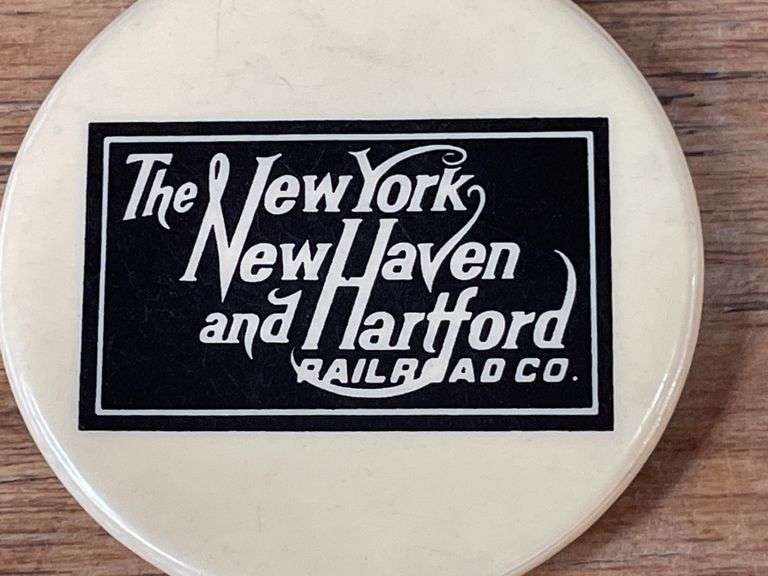 The New York,
New Haven
and Hartford
RAILROAD CO.